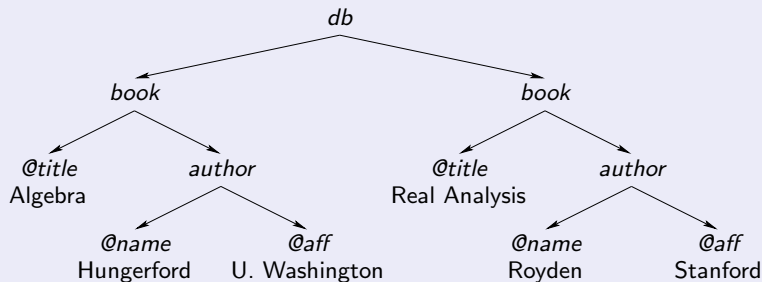 db
book book
@title author @title author
Algebra Real Analysis
@name @aff @name @aff
Hungerford U. Washington Royden Stanford